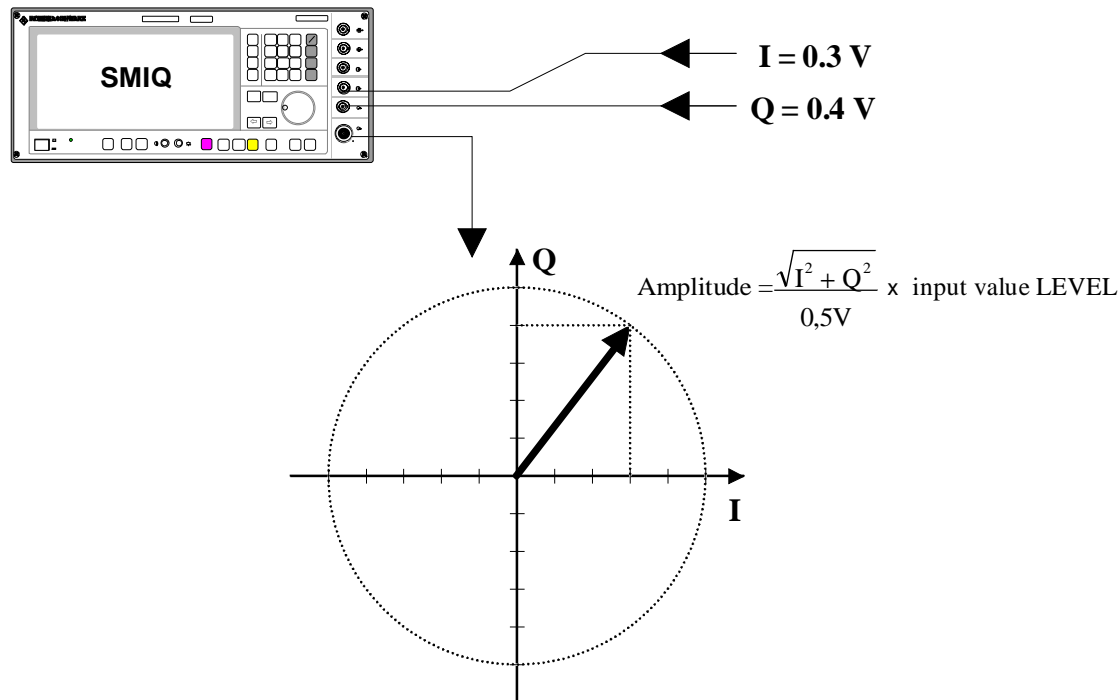 SMIQ
I = 0.3 V
Q = 0.4 V
Q
Amplitude = √(I² + Q²) / 0,5V x input value LEVEL
I